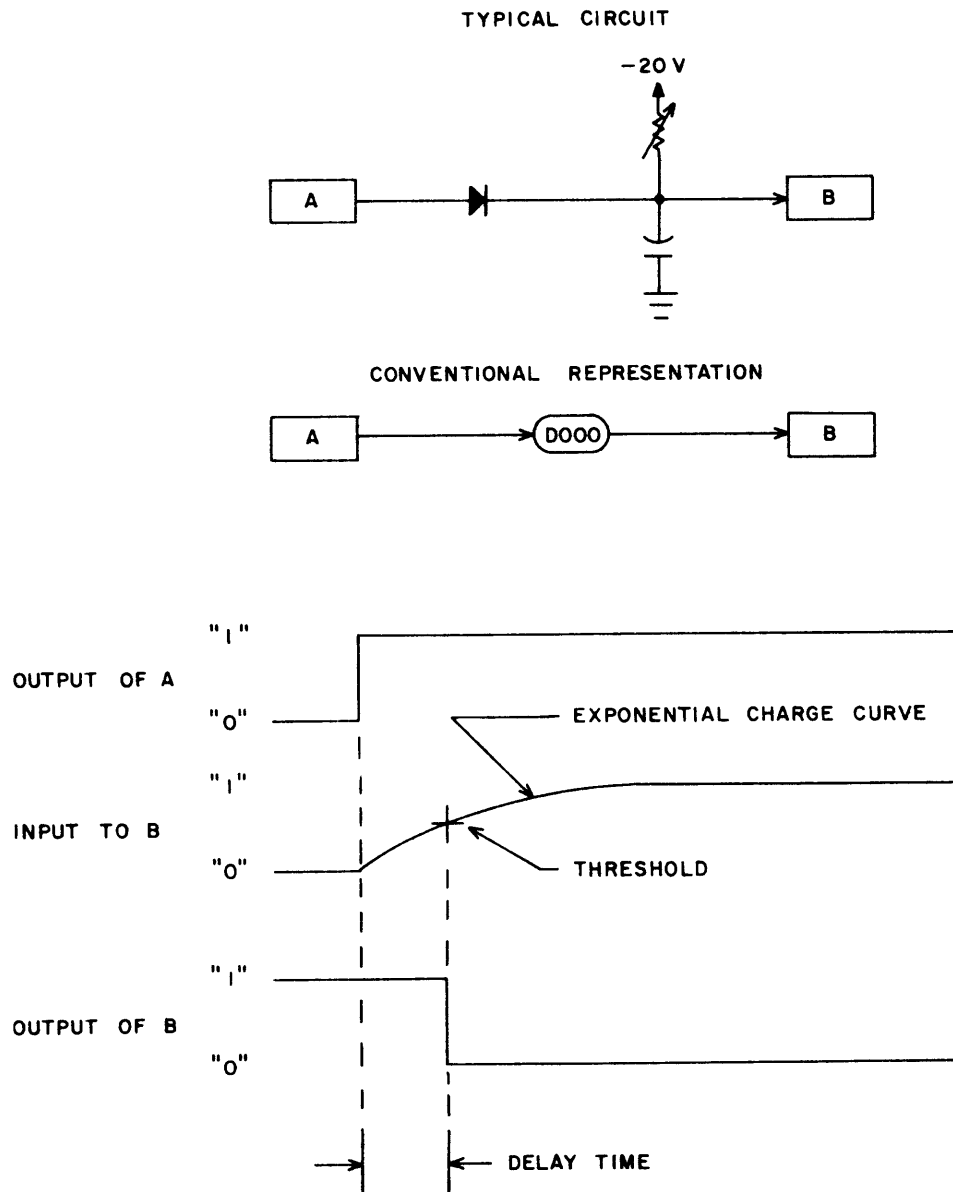 TYPICAL CIRCUIT
-20 V
A
B
CONVENTIONAL REPRESENTATION
A
D000
B
"1"
OUTPUT OF A
"0"
EXPONENTIAL CHARGE CURVE
"1"
INPUT TO B
"0"
THRESHOLD
"1"
OUTPUT OF B
"0"
DELAY TIME